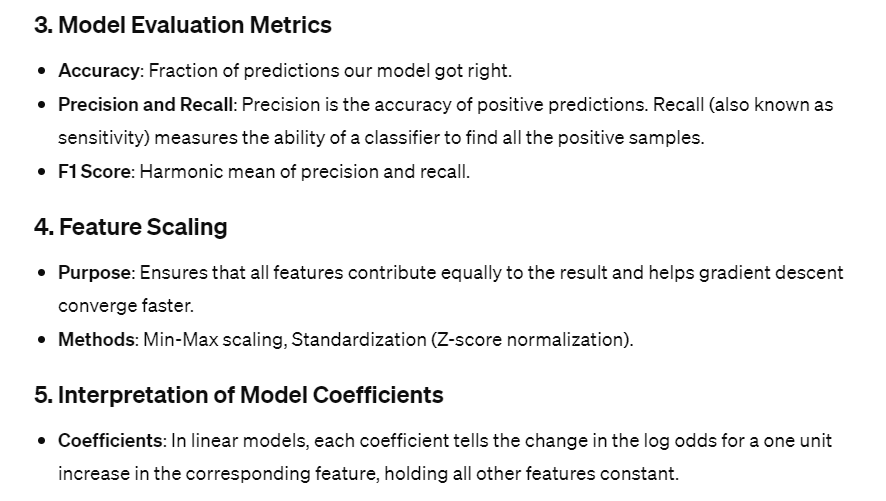 3. Model Evaluation Metrics
• Accuracy: Fraction of predictions our model got right.
• Precision and Recall: Precision is the accuracy of positive predictions. Recall (also known as
sensitivity) measures the ability of a classifier to find all the positive samples.
• F1 Score: Harmonic mean of precision and recall.
4. Feature Scaling
• Purpose: Ensures that all features contribute equally to the result and helps gradient descent
converge faster.
• Methods: Min-Max scaling, Standardization (Z-score normalization).
5. Interpretation of Model Coefficients
• Coefficients: In linear models, each coefficient tells the change in the log odds for a one unit
increase in the corresponding feature, holding all other features constant.